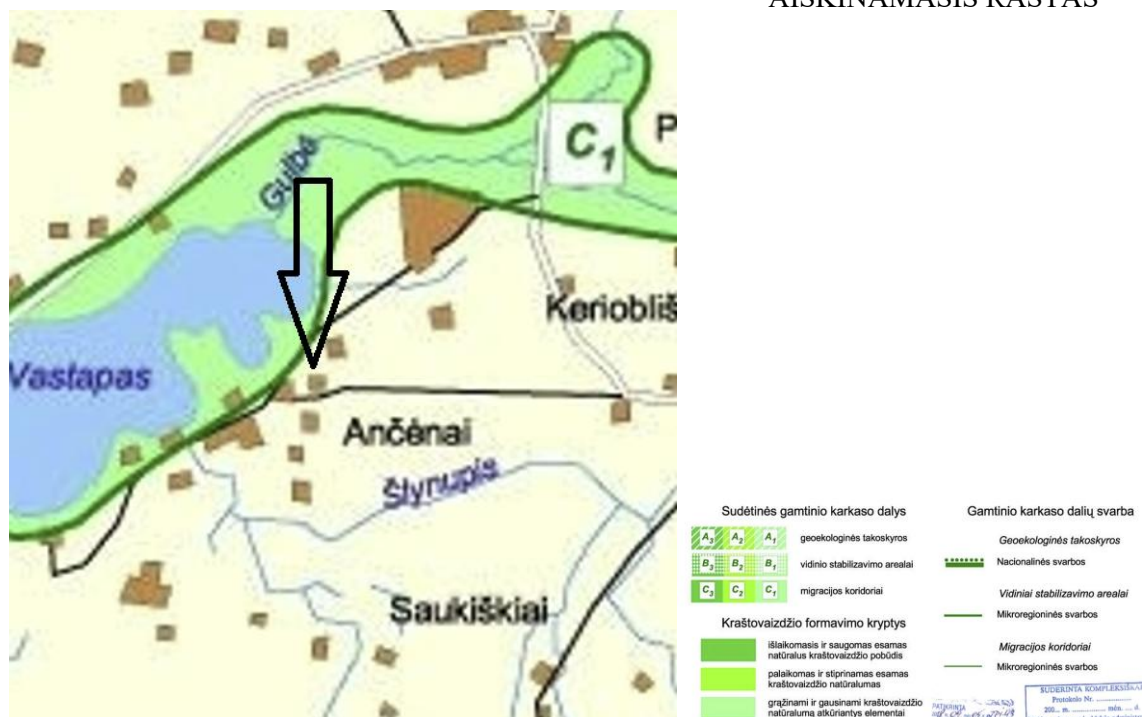 AIŠKINAMASIS RAŠTAS
Gulbė
C1
Vastapas
Keriobliš
Ančėnai
Šlynupis
Saukiškiai
Sudėtinės gamtinio karkaso dalys
A3 A2 A1 geoekologinės takoskyros
B3 B2 B1 vidinio stabilizavimo arealai
C3 C2 C1 migracijos koridoriai
Kraštovaizdžio formavimo kryptys
išlaikomasis ir saugomas esamas
natūralus kraštovaizdžio pobūdis
palaikomas ir stiprinamas esamas
kraštovaizdžio natūralumas
grąžinami ir gausinami kraštovaizdžio
natūralumą atkūriantys elementai
Gamtinio karkaso dalių svarba
Geoekologinės takoskyros
Nacionalinės svarbos
Vidiniai stabilizavimo arealai
Mikroregioninės svarbos
Migracijos koridoriai
Mikroregioninės svarbos
SUDERINTA
Protokolo Nr.
200... m. mėn. d.